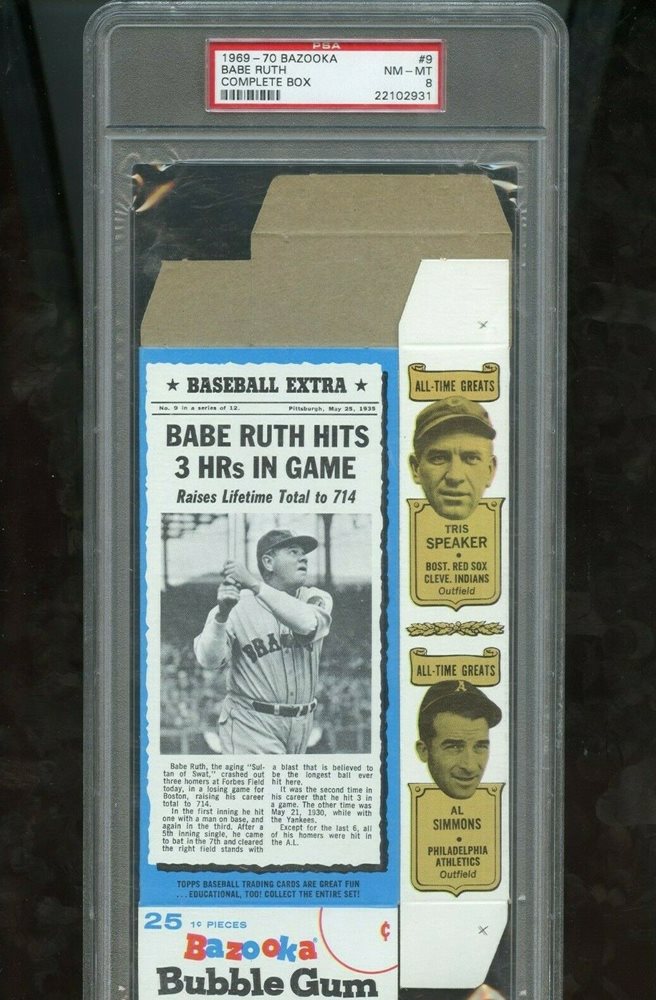 PSA
1969-70 BAZOOKA #9
BABE RUTH NM-MT
COMPLETE BOX 8
22102931
★ BASEBALL EXTRA ★
No. 9 in a series of 12. Pittsburgh, May 25, 1935
BABE RUTH HITS
3 HRs IN GAME
Raises Lifetime Total to 714
BRAVES
Babe Ruth, the aging "Sul-
tan of Swat," crashed out
three homers at Forbes Field
today, in a losing game for
Boston, raising his career
total to 714.
In the first inning he hit
one with a man on base, and
again in the third. After a
5th inning single, he came
to bat in the 7th and cleared
the right field stands with
a blast that is believed to
be the longest ball ever
hit here.
It was the second time in
his career that he hit 3 in
a game. The other time was
May 21, 1930, while with
the Yankees.
Except for the last 6, all
of his homers were hit in
the A.L.
TOPPS BASEBALL TRADING CARDS ARE GREAT FUN
...EDUCATIONAL, TOO! COLLECT THE ENTIRE SET!
25 1¢ PIECES
¢
Bazooka
Bubble Gum
x
ALL-TIME GREATS
TRIS
SPEAKER
•
BOST. RED SOX
CLEVE. INDIANS
Outfield
ALL-TIME GREATS
A
AL
SIMMONS
•
PHILADELPHIA
ATHLETICS
Outfield
x